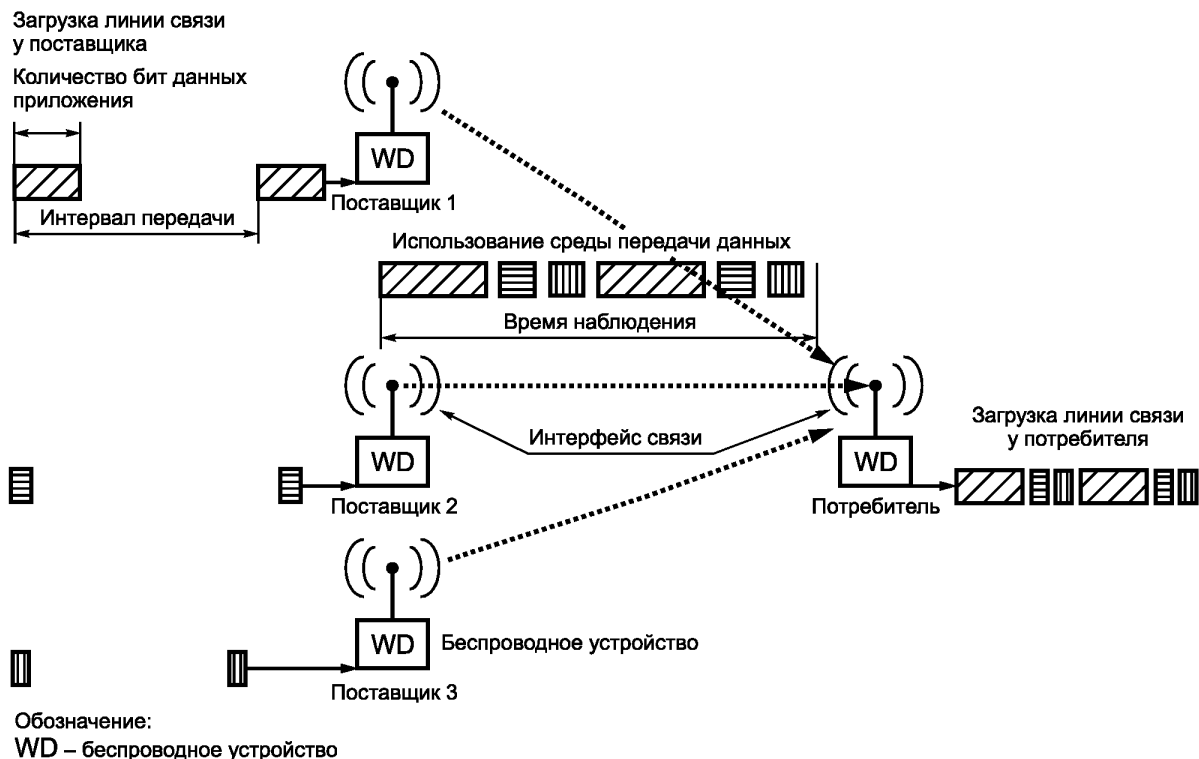 Загрузка линии связи
у поставщика
Количество бит данных
приложения
WD
Поставщик 1
Интервал передачи
Использование среды передачи данных
Время наблюдения
Интерфейс связи
WD
Поставщик 2
WD
Потребитель
Загрузка линии связи
у потребителя
WD
Беспроводное устройство
Поставщик 3
Обозначение:
WD – беспроводное устройство